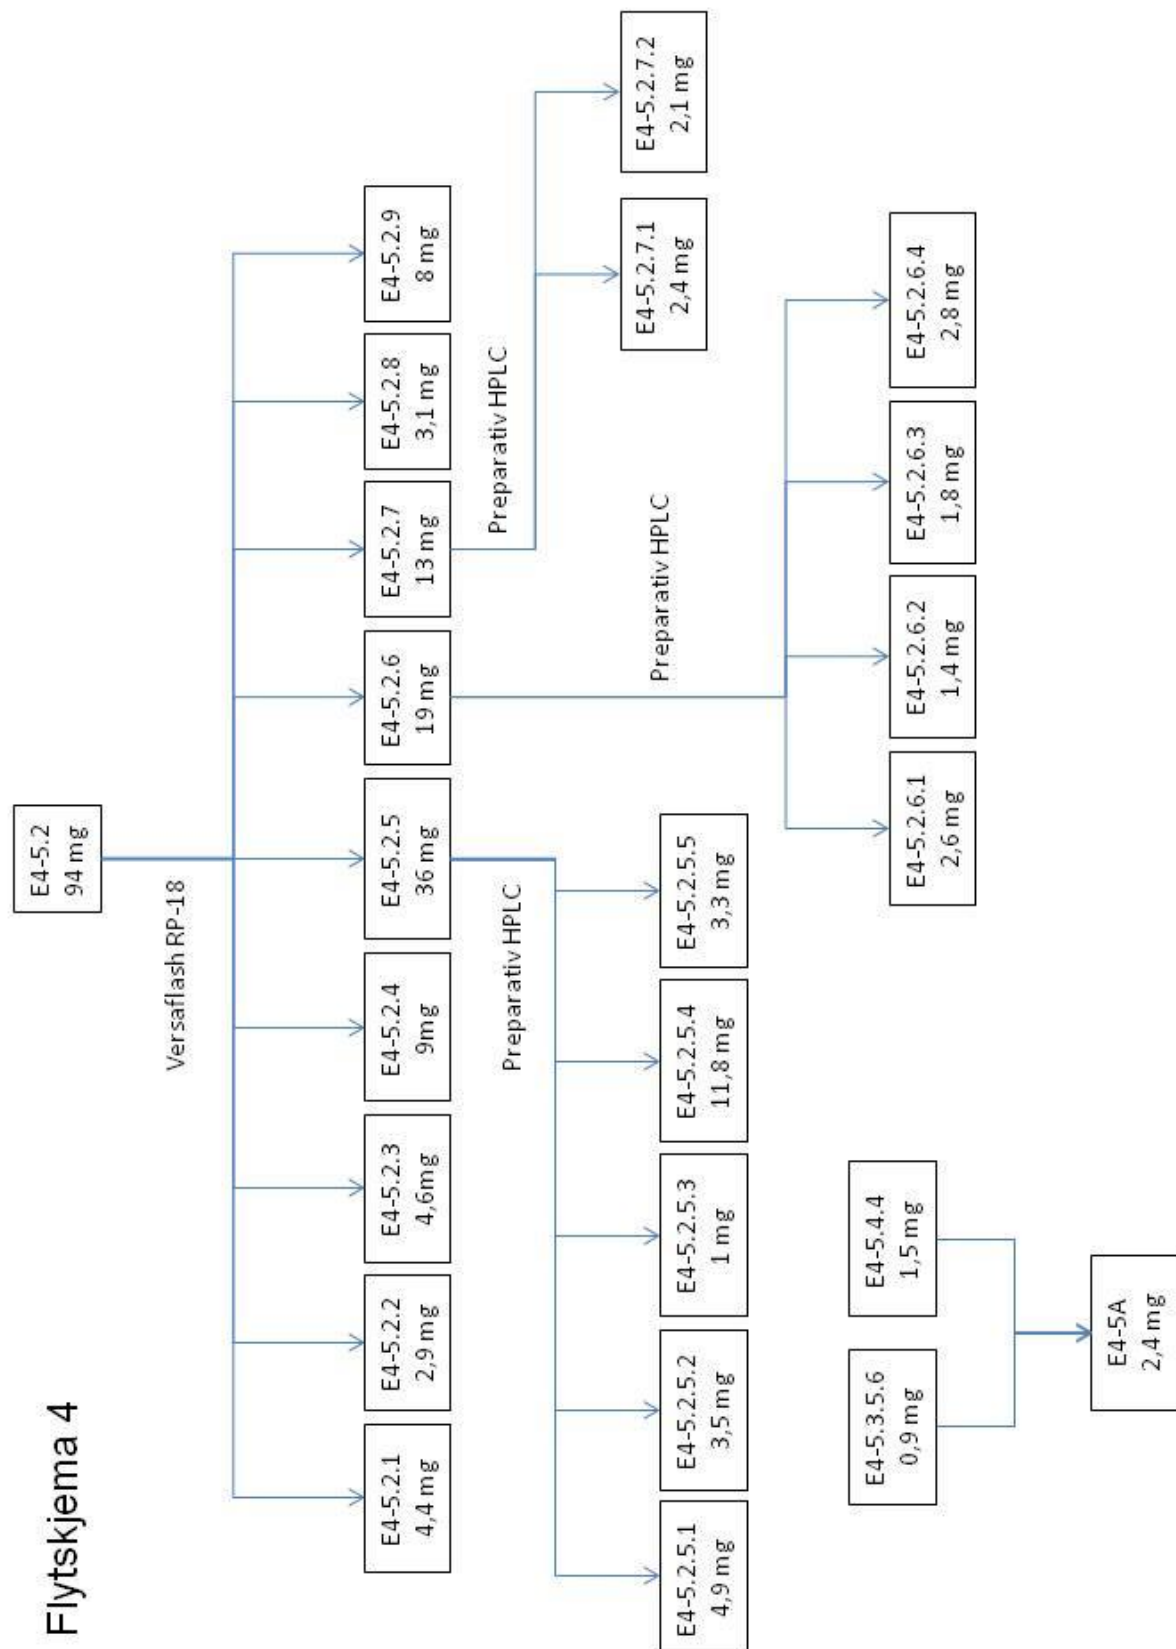 Flytskjema 4
E4-5.2
94 mg
Versaflash RP-18
E4-5.2.1
4,4 mg
E4-5.2.2
2,9 mg
E4-5.2.3
4,6mg
E4-5.2.4
9mg
E4-5.2.5
36 mg
E4-5.2.6
19 mg
E4-5.2.7
13 mg
E4-5.2.8
3,1 mg
E4-5.2.9
8 mg
Preparativ HPLC
Preparativ HPLC
Preparativ HPLC
E4-5.2.5.1
4,9 mg
E4-5.2.5.2
3,5 mg
E4-5.2.5.3
1 mg
E4-5.2.5.4
11,8 mg
E4-5.2.5.5
3,3 mg
E4-5.2.7.1
2,4 mg
E4-5.2.7.2
2,1 mg
E4-5.2.6.1
2,6 mg
E4-5.2.6.2
1,4 mg
E4-5.2.6.3
1,8 mg
E4-5.2.6.4
2,8 mg
E4-5.3.5.6
0,9 mg
E4-5.4.4
1,5 mg
E4-5A
2,4 mg